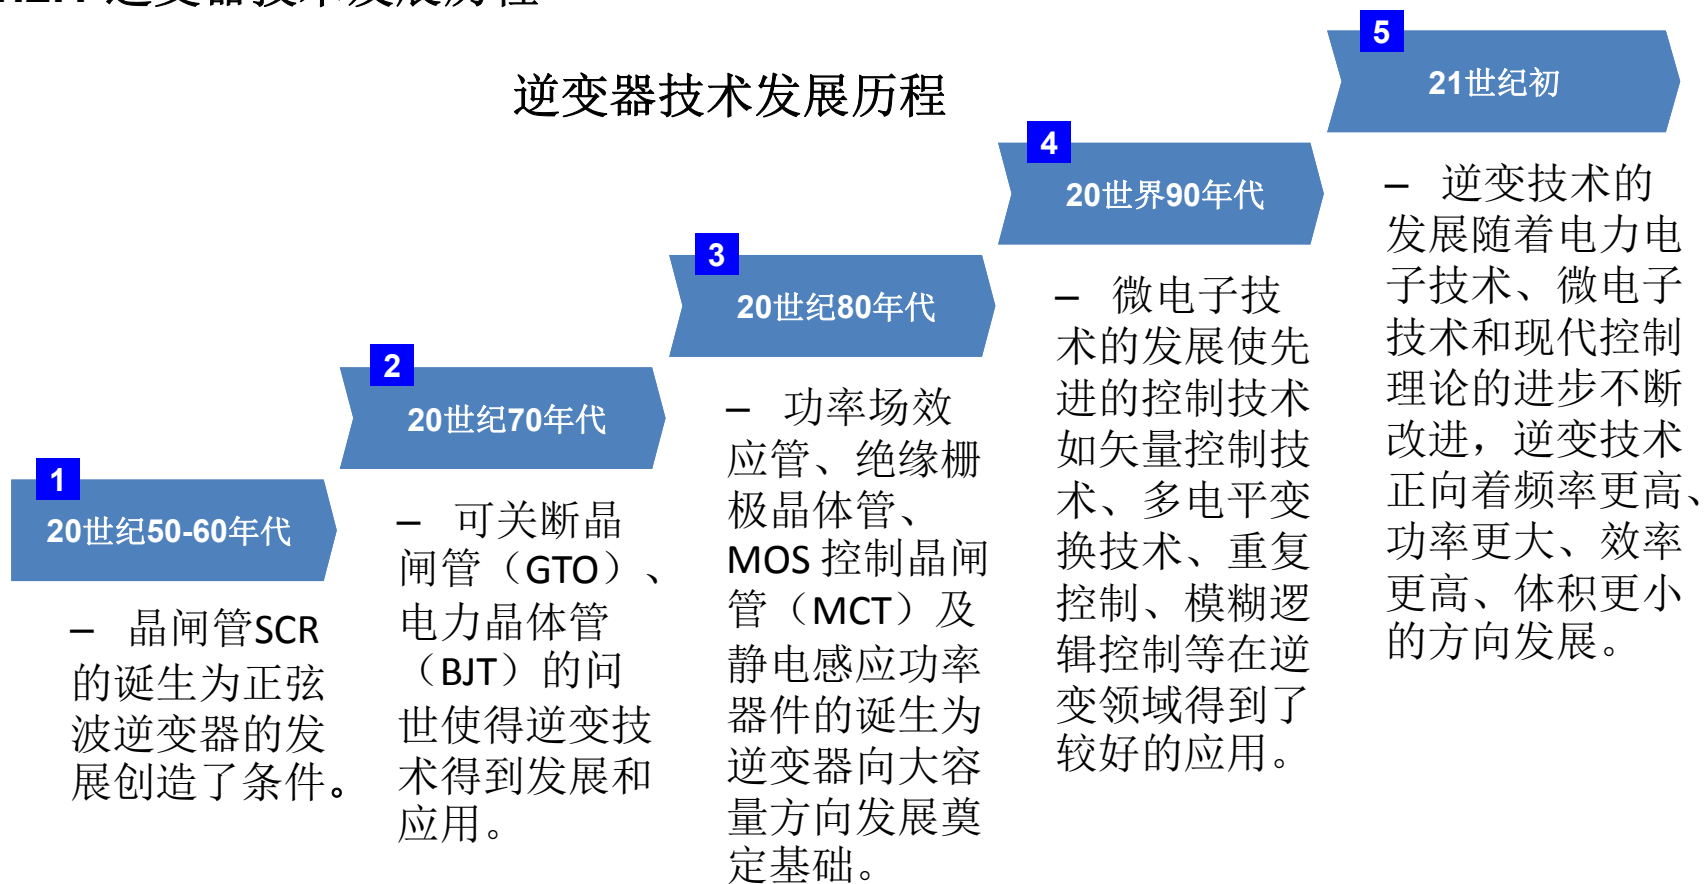 逆变器技术发展历程
逆变器技术发展历程
1
20世纪50-60年代
– 晶闸管SCR
的诞生为正弦
波逆变器的发
展创造了条件。
2
20世纪70年代
– 可关断晶
闸管（GTO）、
电力晶体管
（BJT）的问
世使得逆变技
术得到发展和
应用。
3
20世纪80年代
– 功率场效
应管、绝缘栅
极晶体管、
MOS 控制晶闸
管（MCT）及
静电感应功率
器件的诞生为
逆变器向大容
量方向发展奠
定基础。
4
20世界90年代
– 微电子技
术的发展使先
进的控制技术
如矢量控制技
术、多电平变
换技术、重复
控制、模糊逻
辑控制等在逆
变领域得到了
较好的应用。
5
21世纪初
– 逆变技术的
发展随着电力电
子技术、微电子
技术和现代控制
理论的进步不断
改进，逆变技术
正向着频率更高、
功率更大、效率
更高、体积更小
的方向发展。